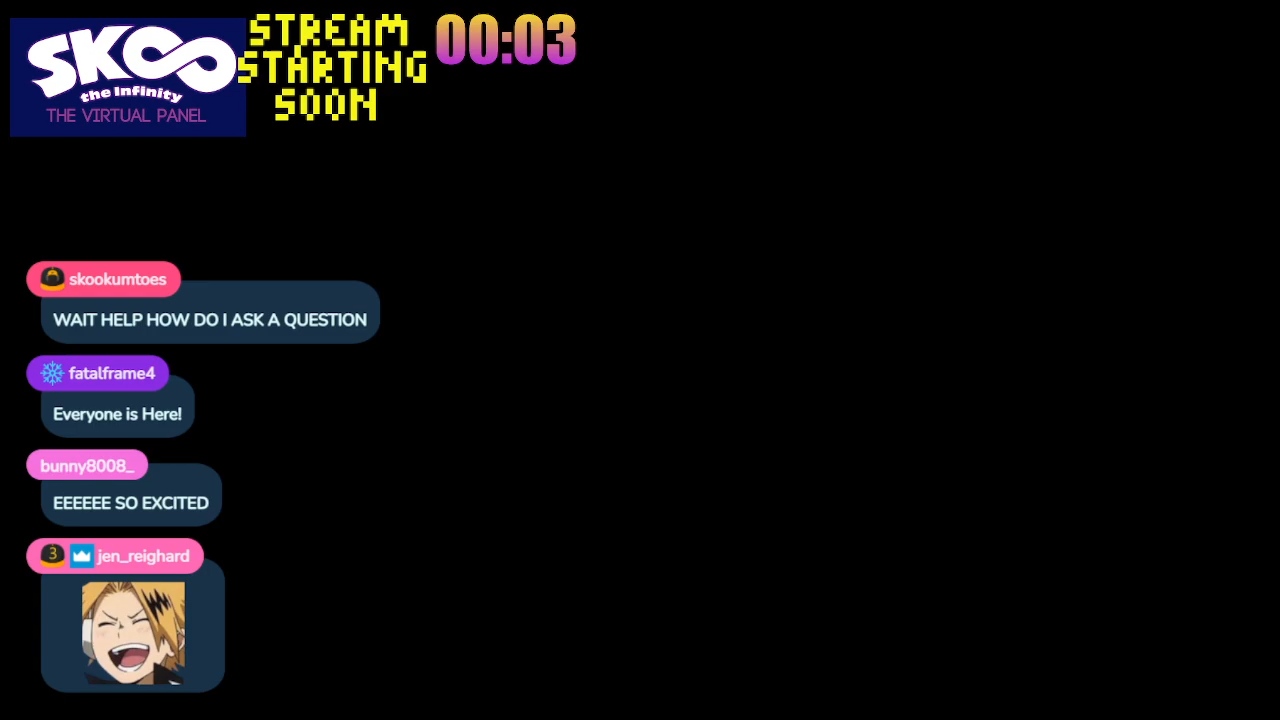 SK∞
the Infinity
THE VIRTUAL PANEL
STREAM
STARTING
SOON
00:03
skookumtoes
WAIT HELP HOW DO I ASK A QUESTION
fatalframe4
Everyone is Here!
bunny8008_
EEEEEE SO EXCITED
3 jen_reighard